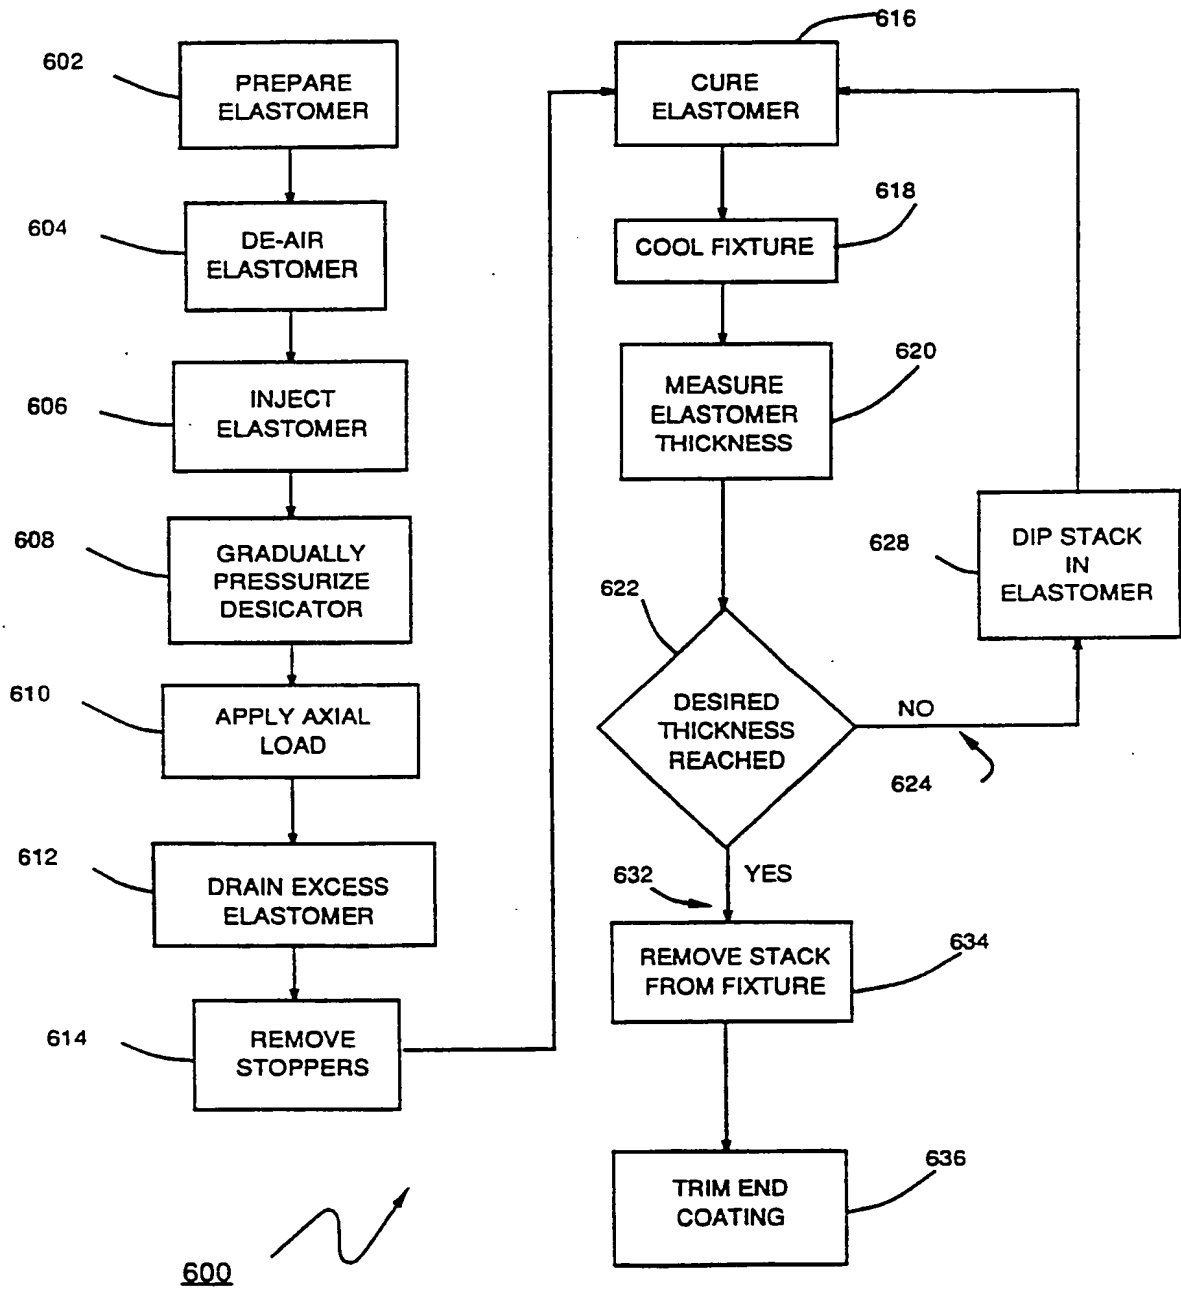 602
PREPARE
ELASTOMER
604
DE-AIR
ELASTOMER
606
INJECT
ELASTOMER
608
GRADUALLY
PRESSURIZE
DESICATOR
610
APPLY AXIAL
LOAD
612
DRAIN EXCESS
ELASTOMER
614
REMOVE
STOPPERS
616
CURE
ELASTOMER
618
COOL FIXTURE
620
MEASURE
ELASTOMER
THICKNESS
622
DESIRED
THICKNESS
REACHED
NO
624
628
DIP STACK
IN
ELASTOMER
YES
632
634
REMOVE STACK
FROM FIXTURE
636
TRIM END
COATING
600